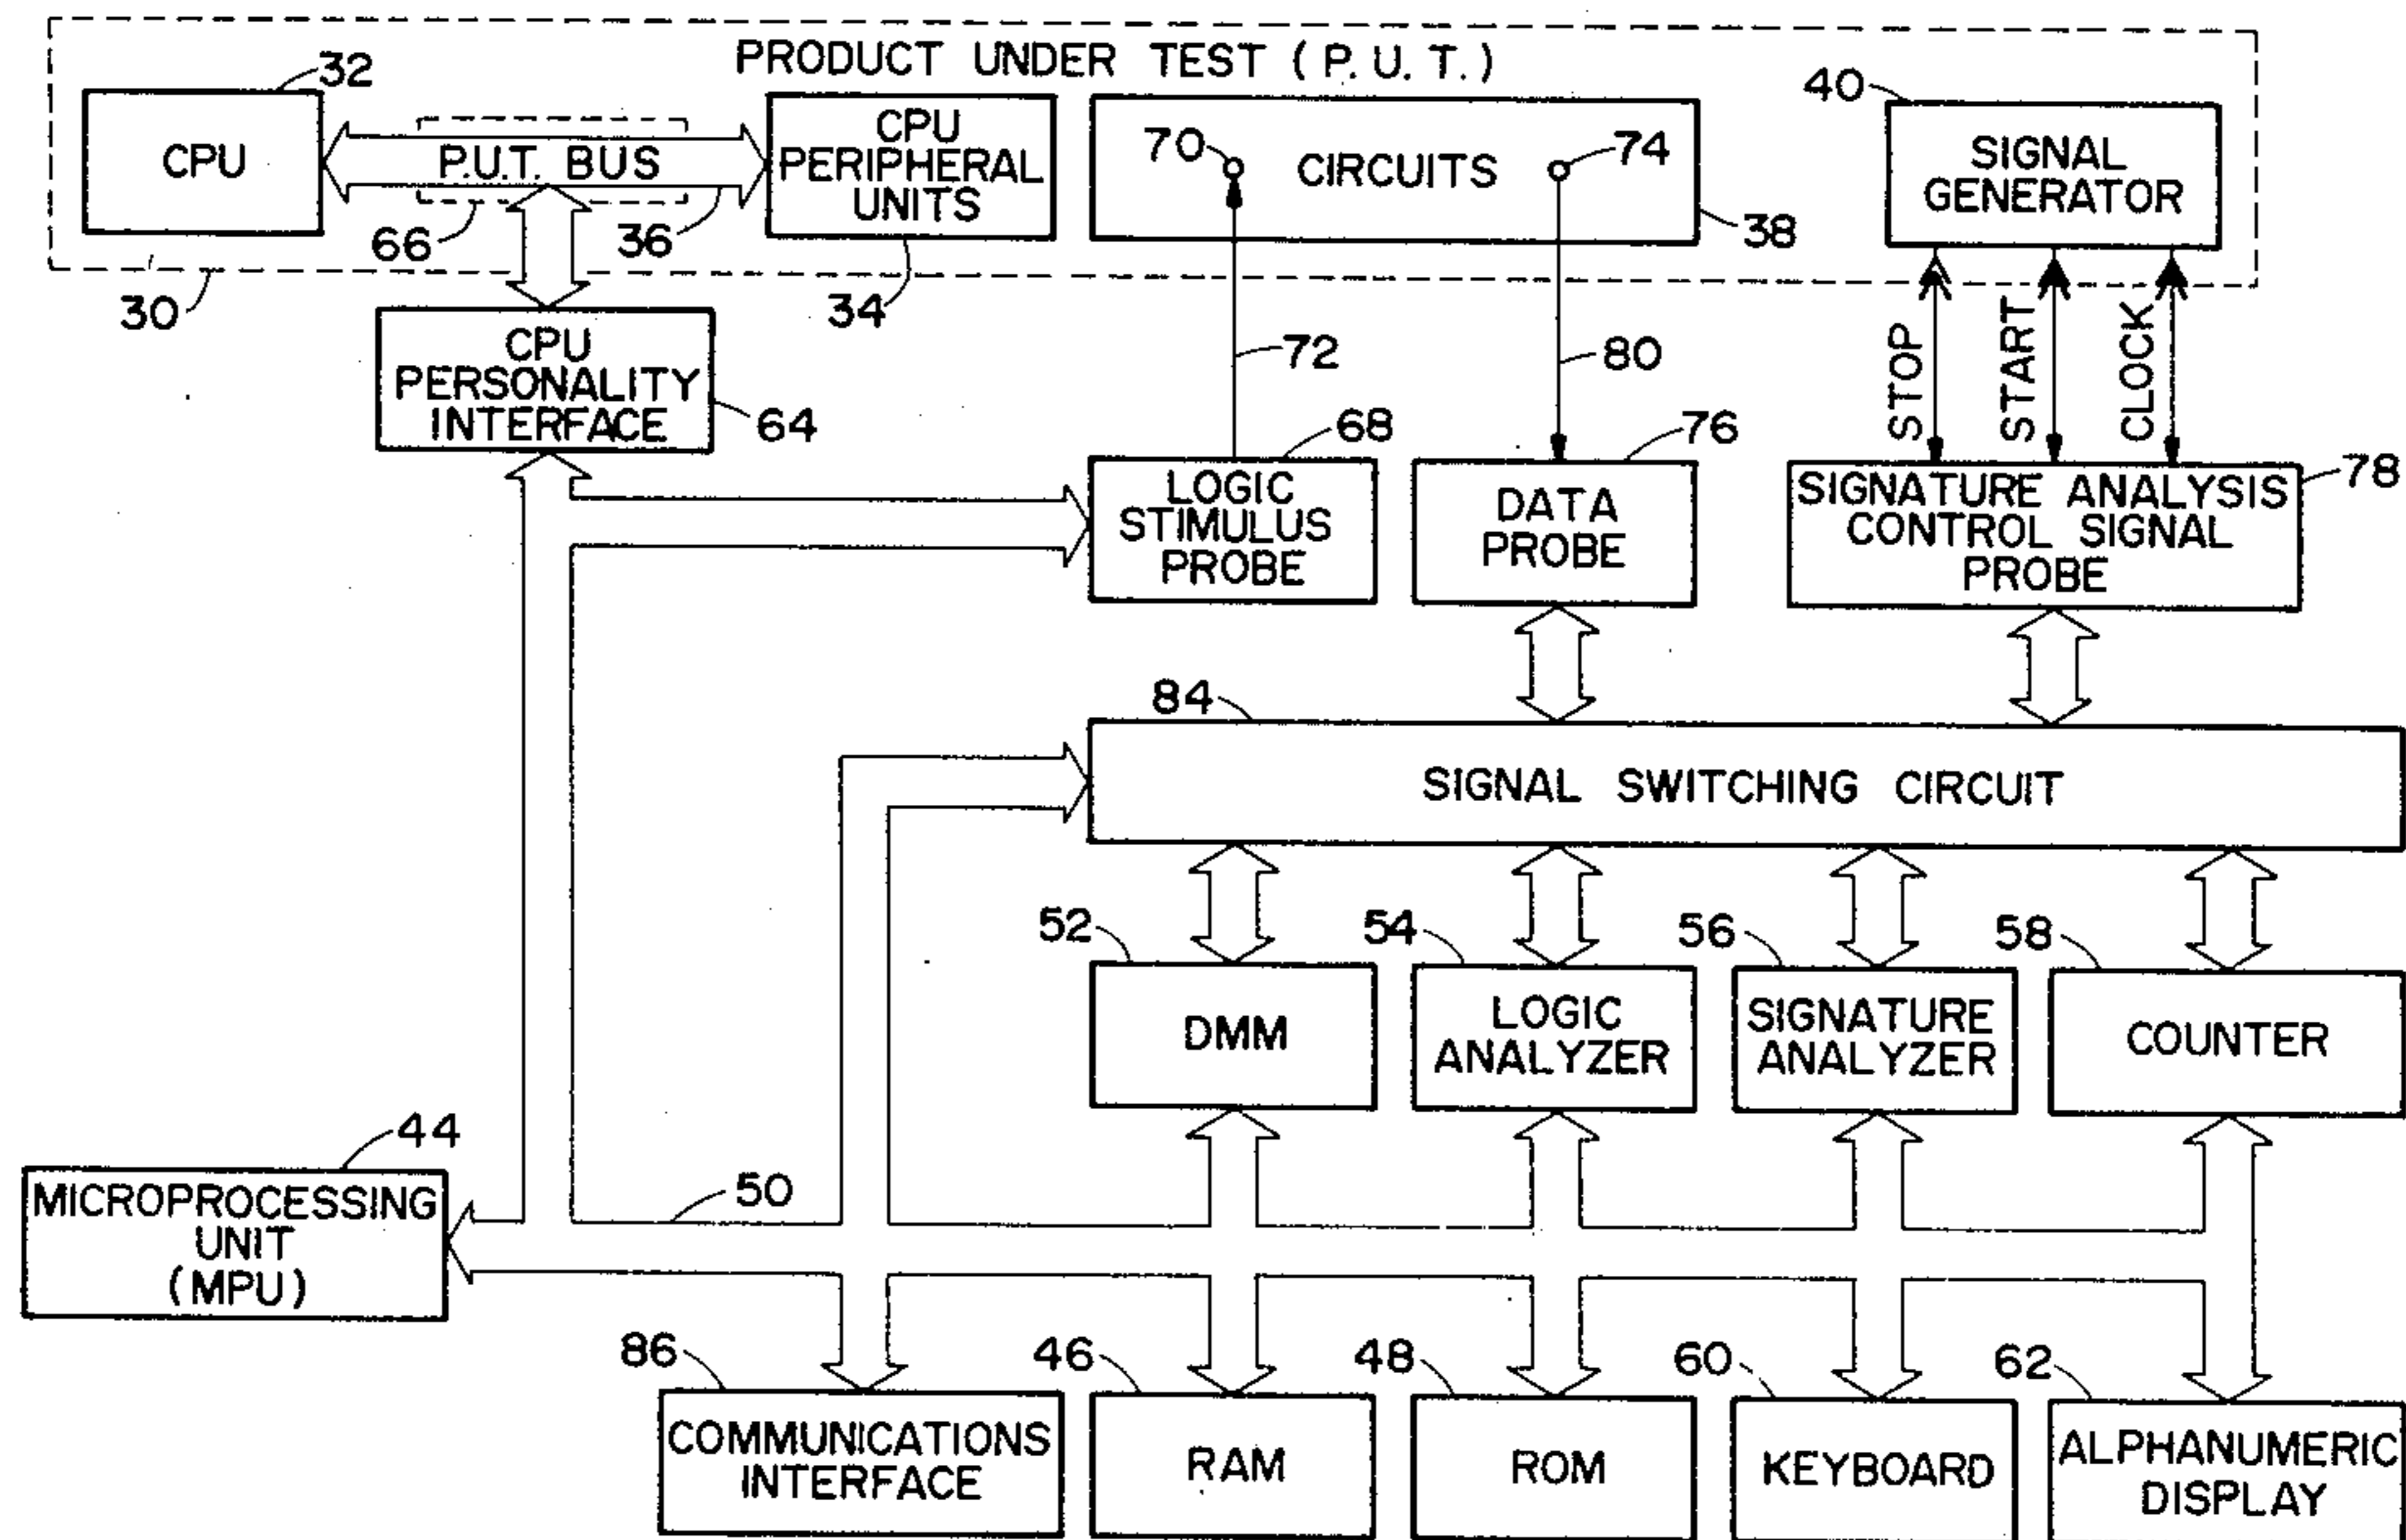 PRODUCT UNDER TEST (P.U.T.)
32
40
CPU
P.U.T. BUS
CPU
PERIPHERAL
UNITS
70
CIRCUITS
74
SIGNAL
GENERATOR
66
36
38
30
34
CPU
PERSONALITY
INTERFACE
64
72
80
STOP
START
CLOCK
68
76
78
LOGIC
STIMULUS
PROBE
DATA
PROBE
SIGNATURE ANALYSIS
CONTROL SIGNAL
PROBE
84
SIGNAL SWITCHING CIRCUIT
52
54
56
58
DMM
LOGIC
ANALYZER
SIGNATURE
ANALYZER
COUNTER
44
MICROPROCESSING
UNIT
(MPU)
50
86
46
48
60
62
COMMUNICATIONS
INTERFACE
RAM
ROM
KEYBOARD
ALPHANUMERIC
DISPLAY